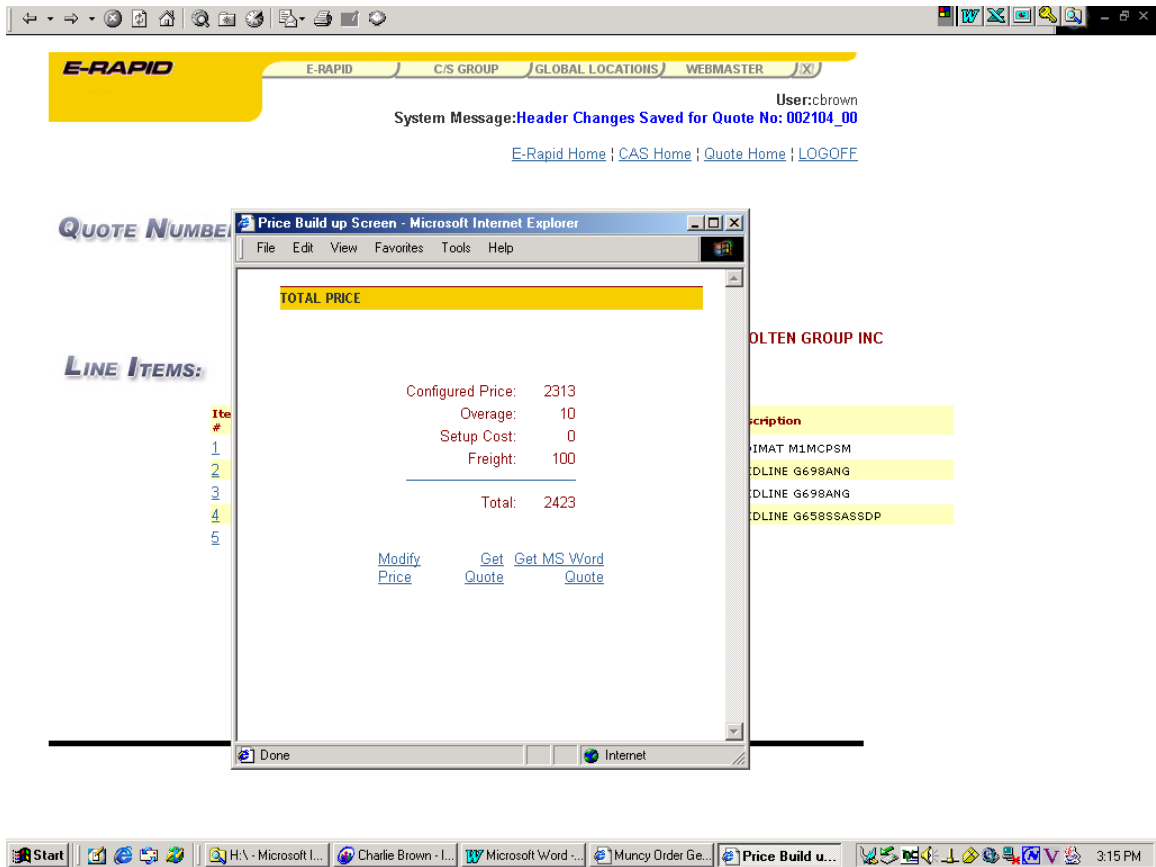 E-RAPID
E-RAPID C/S GROUP GLOBAL LOCATIONS WEBMASTER X
User:cbrown
System Message:Header Changes Saved for Quote No: 002104_00
E-Rapid Home ¦ CAS Home ¦ Quote Home ¦ LOGOFF
QUOTE NUMBE
Price Build up Screen - Microsoft Internet Explorer
File Edit View Favorites Tools Help
TOTAL PRICE
OLTEN GROUP INC
LINE ITEMS:
Configured Price: 2313
Overage: 10
Setup Cost: 0
Freight: 100
Total: 2423
Modify Price
Get Quote
Get MS Word Quote
Ite
#
scription
1 IMAT M1MCPSM
2 IDLINE G698ANG
3 IDLINE G698ANG
4 IDLINE G658SSASSDP
5
Done Internet
Start H:\ - Microsoft I... Charlie Brown - I... Microsoft Word -... Muncy Order Ge... Price Build u... 3:15 PM